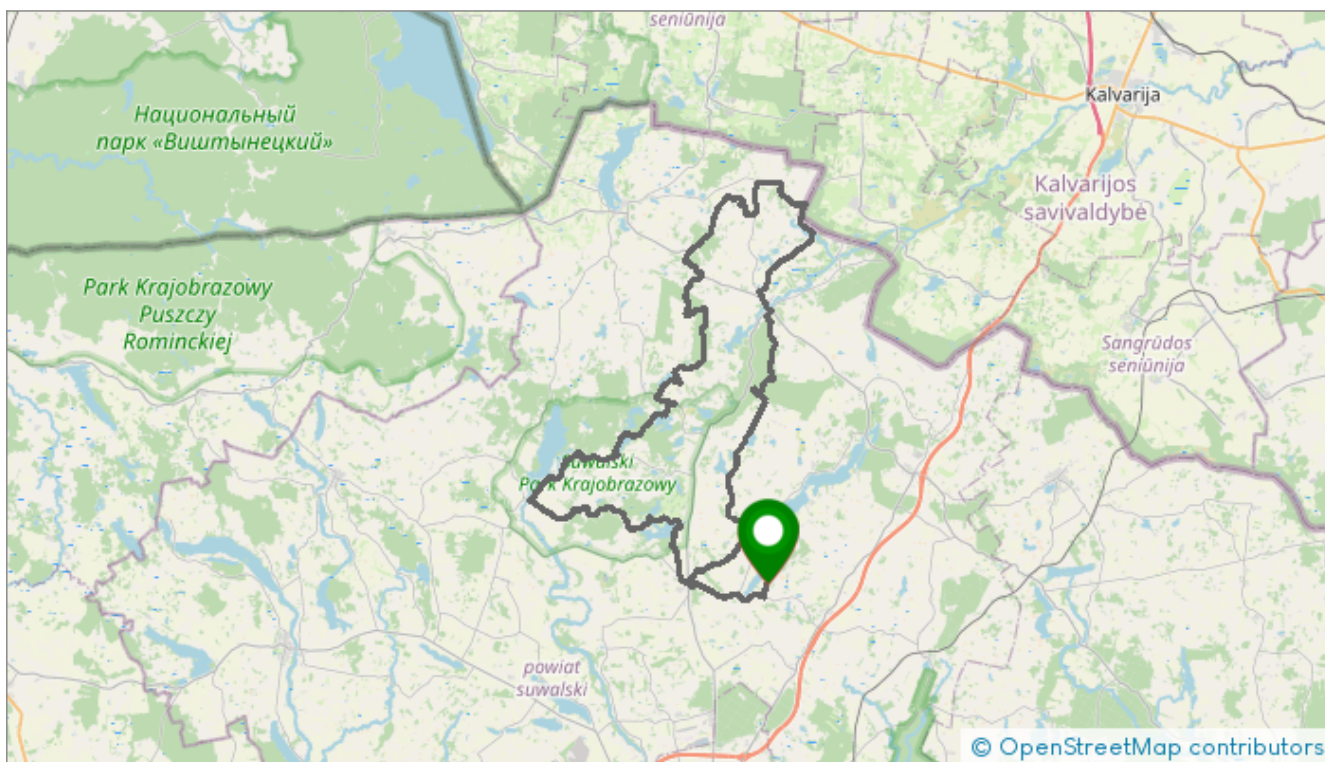 seniūnija
Национальный
парк «Виштынецкий»
Kalvarija
Kalvarijos
savivaldybė
Park Krajobrazowy
Puszczy
Rominckiej
Sangrūdos
seniūnija
Suwalski
Park Krajobrazowy
powiat
suwalski
© OpenStreetMap contributors